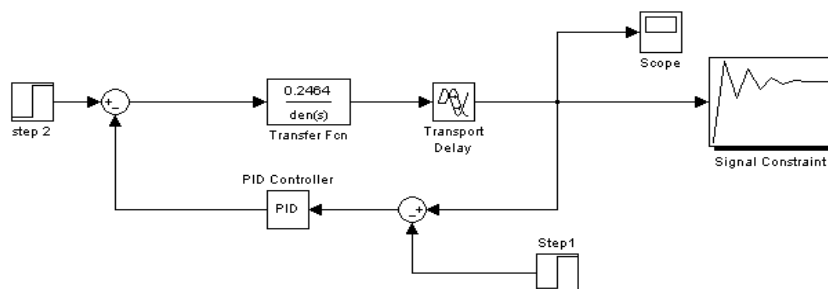 Scope
step 2
+
-
0.2464
den(s)
Transfer Fcn
Transport
Delay
Signal Constraint
PID Controller
PID
-
+
Step1